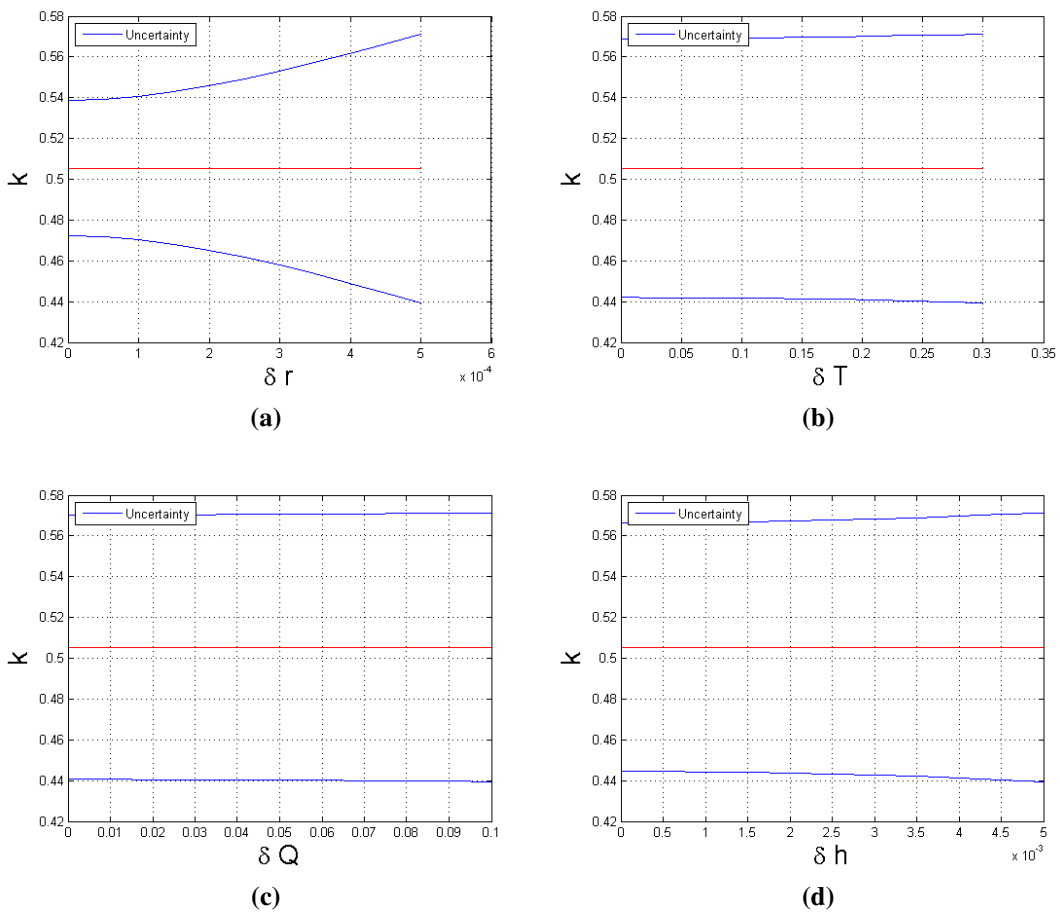 0.58
Uncertainty
0.56
0.54
0.52
0.5
k
0.48
0.46
0.44
0.42
0 1 2 3 4 5 6
δ r
x 10⁻⁴
(a)
0.58
Uncertainty
0.56
0.54
0.52
0.5
k
0.48
0.46
0.44
0.42
0 0.05 0.1 0.15 0.2 0.25 0.3 0.35
δ T
(b)
0.58
Uncertainty
0.56
0.54
0.52
0.5
k
0.48
0.46
0.44
0.42
0 0.01 0.02 0.03 0.04 0.05 0.06 0.07 0.08 0.09 0.1
δ Q
(c)
0.58
Uncertainty
0.56
0.54
0.52
0.5
k
0.48
0.46
0.44
0.42
0 0.5 1 1.5 2 2.5 3 3.5 4 4.5 5
δ h
x 10⁻³
(d)